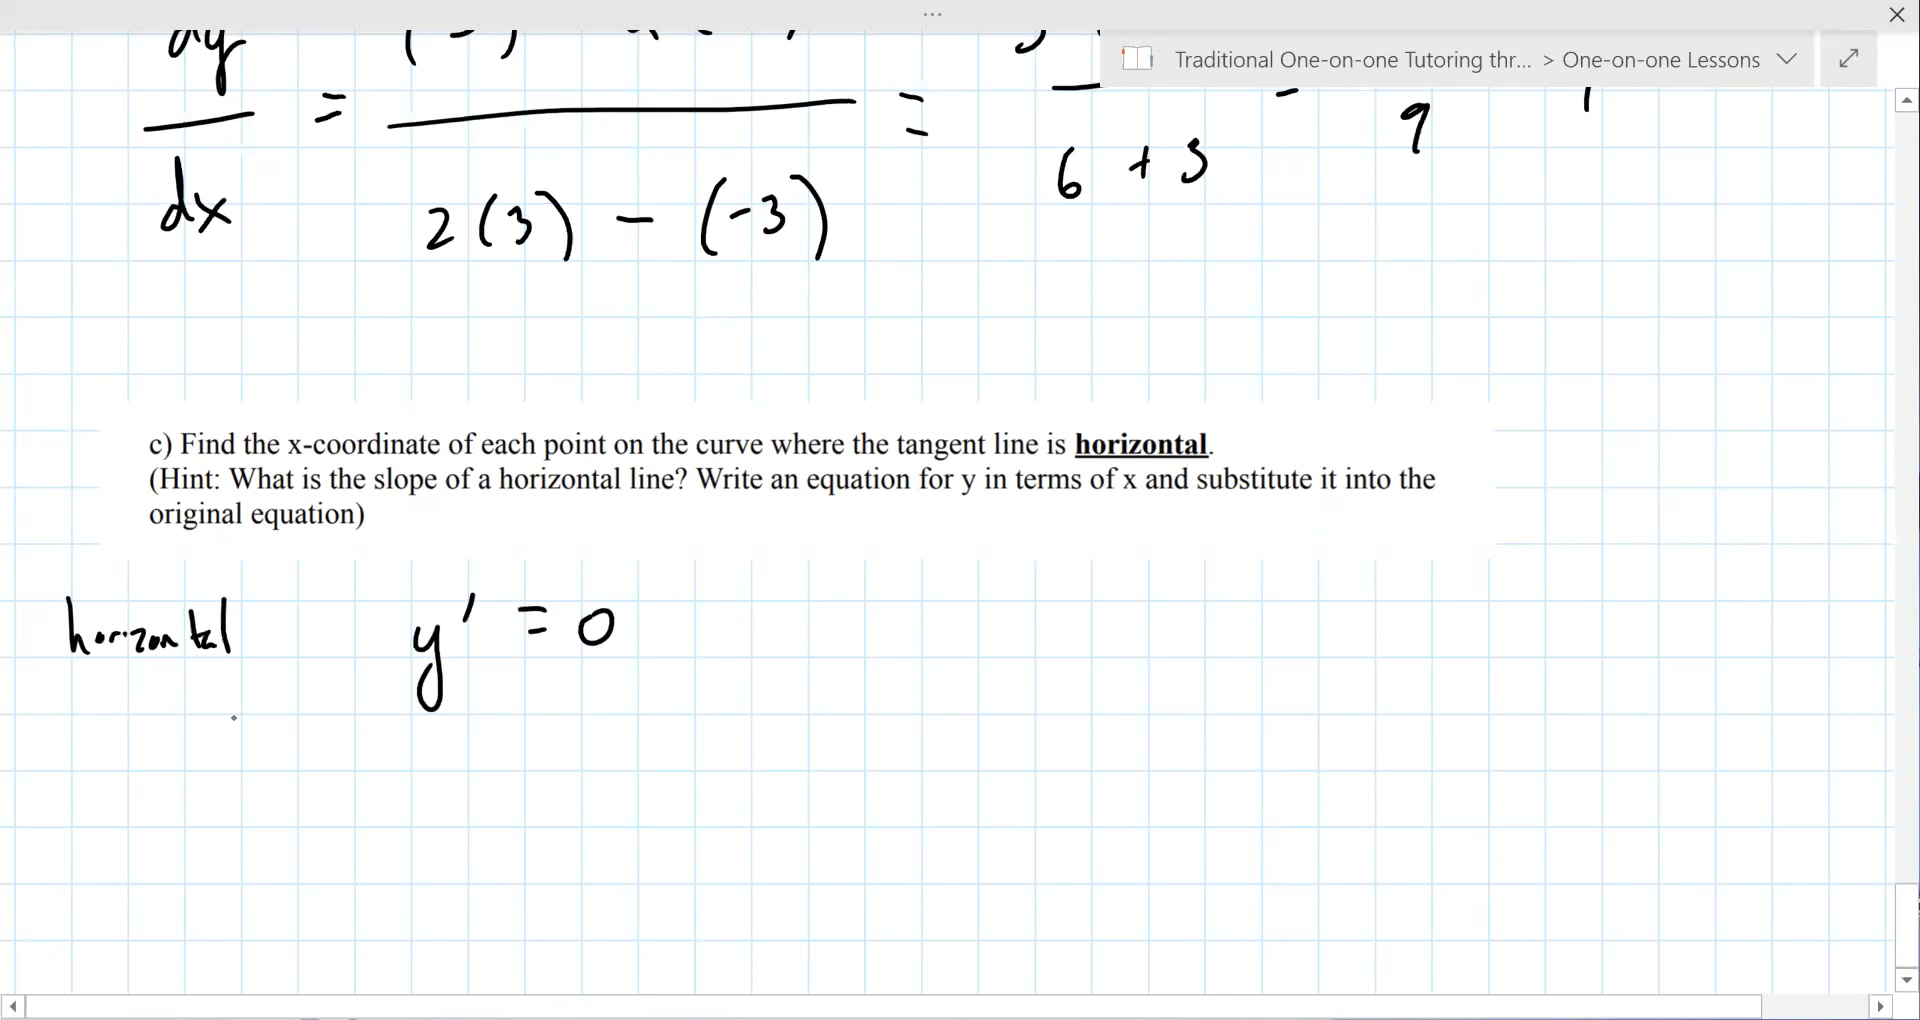 Traditional One-on-one Tutoring thr... > One-on-one Lessons
dy
= =
dx
2(3) - (-3)
6 + 3
9
c) Find the x-coordinate of each point on the curve where the tangent line is horizontal.
(Hint: What is the slope of a horizontal line? Write an equation for y in terms of x and substitute it into the
original equation)
horizontal y' = 0